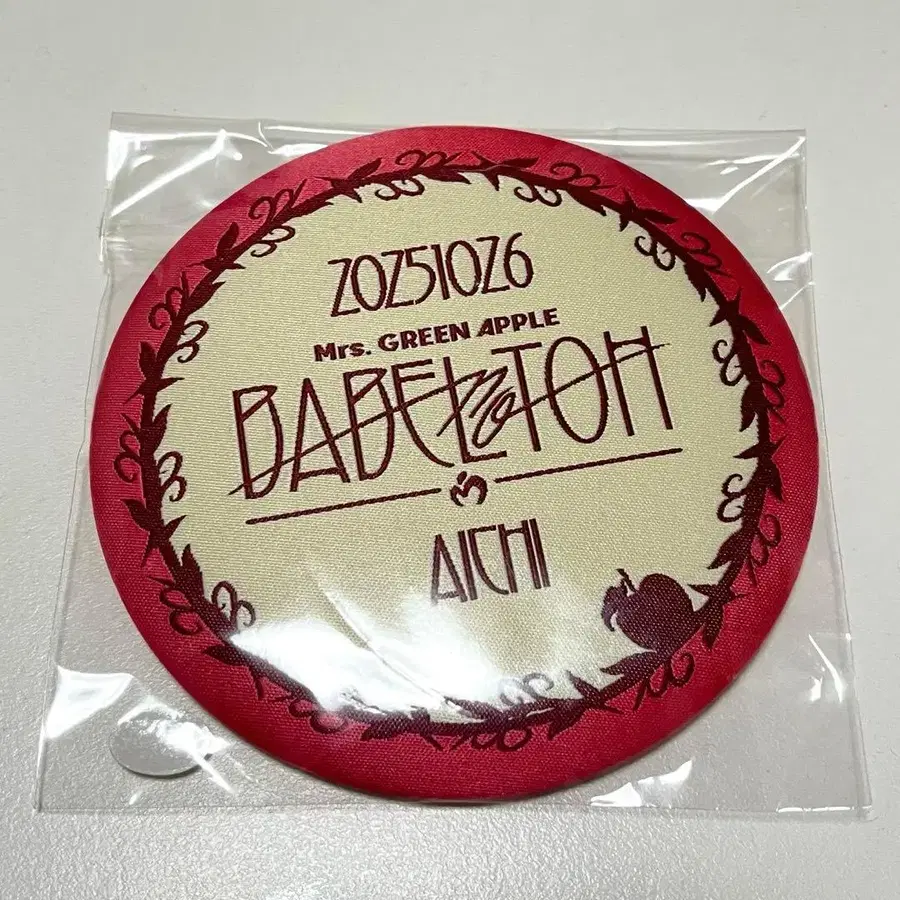 20251026
Mrs. GREEN APPLE
BABEL no TOH
AICHI